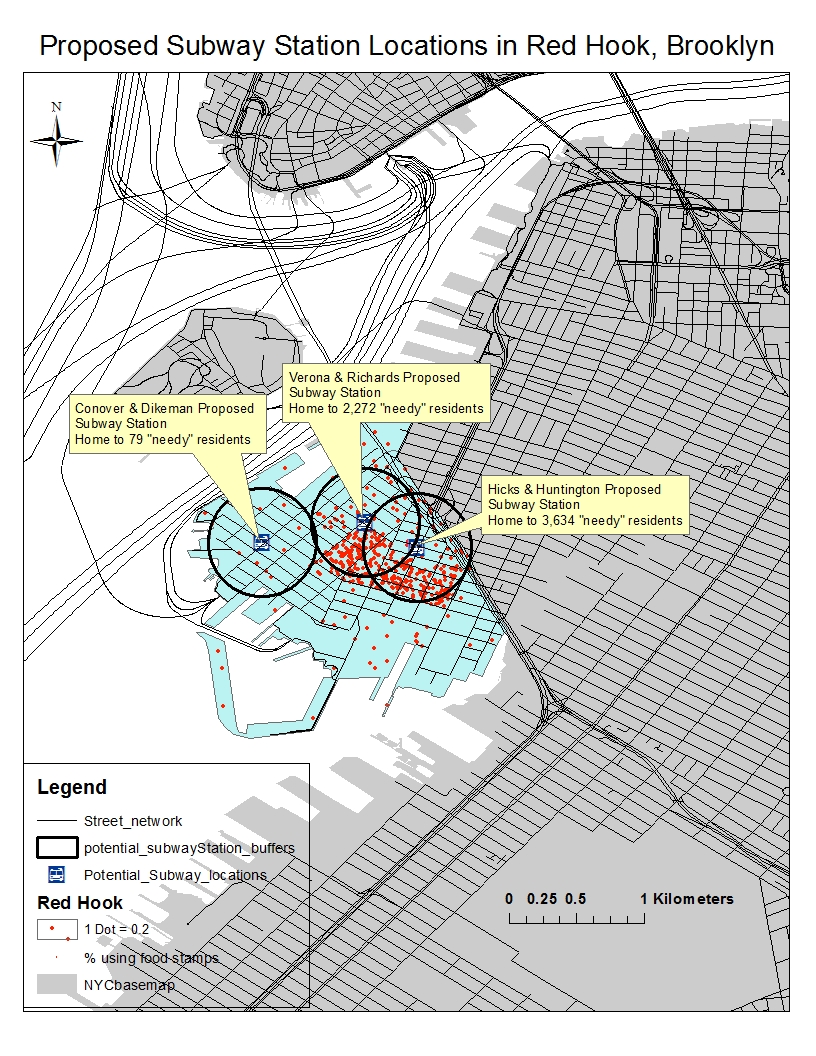 Proposed Subway Station Locations in Red Hook, Brooklyn
N
Verona & Richards Proposed
Subway Station
Home to 2,272 "needy" residents
Conover & Dikeman Proposed
Subway Station
Home to 79 "needy" residents
Hicks & Huntington Proposed
Subway Station
Home to 3,634 "needy" residents
Legend
Street_network
potential_subwayStation_buffers
Potential_Subway_locations
Red Hook
1 Dot = 0.2
% using food stamps
NYCbasemap
0 0.25 0.5 1 Kilometers